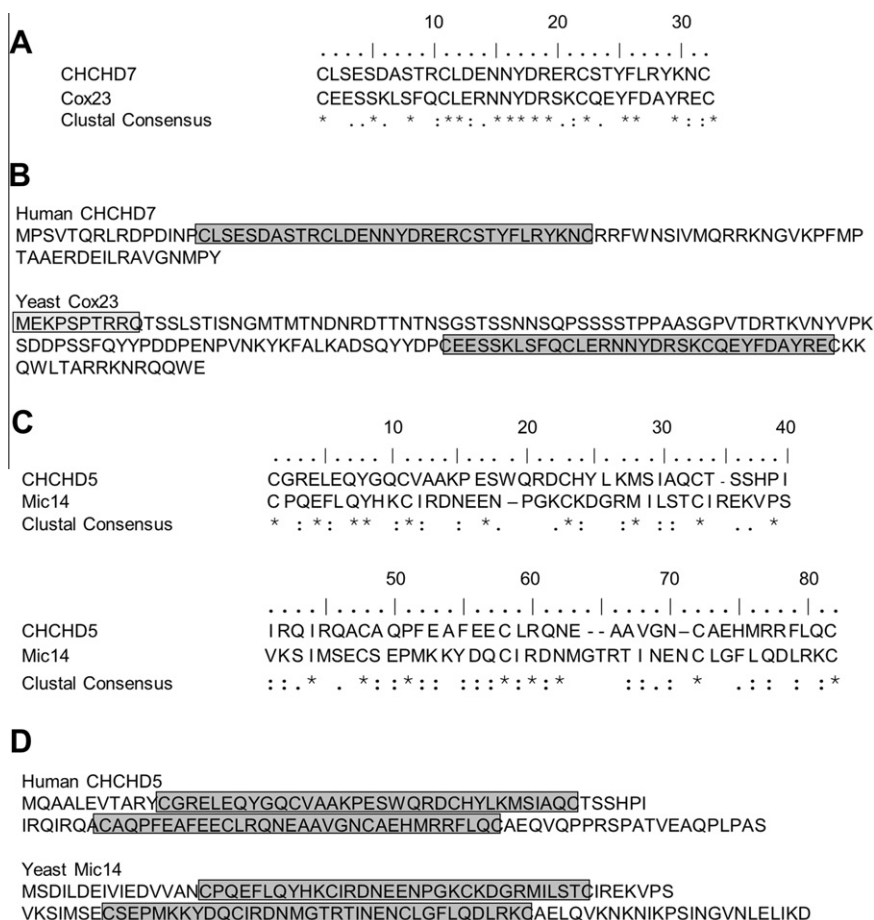 A
10 20 30
. . . . | . . . . | . . . . | . . . . | . . . . | . . . . | . .
CHCHD7 CLSESDASTRCLDENNYDRERCSTYFLRYKNC
Cox23 CEESSKLSFQCLERNNYDRSKCQEYFDAYREC
Clustal Consensus * . . * . * : * * : . * * * * * . : * . * * * : : *
B
Human CHCHD7
MPSVTQRLRDPDINPCLSESDASTRCLDENNYDRERCSTYFLRYKNCRRFWNSIVMQRRKNGVKPFMP
TAAERDEILRAVGNMPY
Yeast Cox23
MEKPSPTRRQTSSLSTISNGMTMTNDNRDTTNTNSGSTSSNNSQPSSSSTPPAASGPVTDRTKVNYVPK
SDDPSSFQYYPDDPENPVNKYKFALKADSQYYDPCEESSKLSFQCLERNNYDRSKCQEYFDAYRECKK
QWLTARRKNRQQWE
C
10 20 30 40
. . . . | . . . . | . . . . | . . . . | . . . . | . . . . | . . . . | . . . . |
CHCHD5 CGRELEQYGQCVAAKPESWQRDCHYLKMSIAQCT-SSHPI
Mic14 CPQEFLQYHKCIRDNEEN–PGKCKDGRMILSTCIREKVPS
Clustal Consensus * : * : * * : * : : * . . : * : : * : : * . . *
50 60 70 80
. . . . | . . . . | . . . . | . . . . | . . . . | . . . . | . . . . | . . . . | . .
CHCHD5 IRQIRQACAQPFEAFEECLRQNE--AAVGN–CAEHMRRFLQC
Mic14 VKSIMSECSEPMKKYDQCIRDNMGTRTINENCLGFLQDLRKC
Clustal Consensus : : . * . * : * : : : : : * : * : * : : . : * . : : : : *
D
Human CHCHD5
MQAALEVTARYCGRELEQYGQCVAAKPESWQRDCHYLKMSIAQCTSSHPI
IRQIRQACAQPFEAFEECLRQNEAAVGNCAEHMRRFLQCAEQVQPPRSPATVEAQPLPAS
Yeast Mic14
MSDILDEIVIEDVVANCPQEFLQYHKCIRDNEENPGKCKDGRMILSTCIREKVPS
VKSIMSECSEPMKKYDQCIRDNMGTRTINENCLGFLQDLRKCAELQVKNKNIKPSINGVNLELIKD